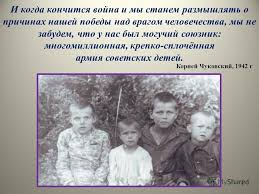 И когда кончится война и мы станем размышлять о
причинах нашей победы над врагом человечества, мы не
забудем, что у нас был могучий союзник:
многомиллионная, крепко-сплочённая
армия советских детей.
Корней Чуковский, 1942 г
MyShared